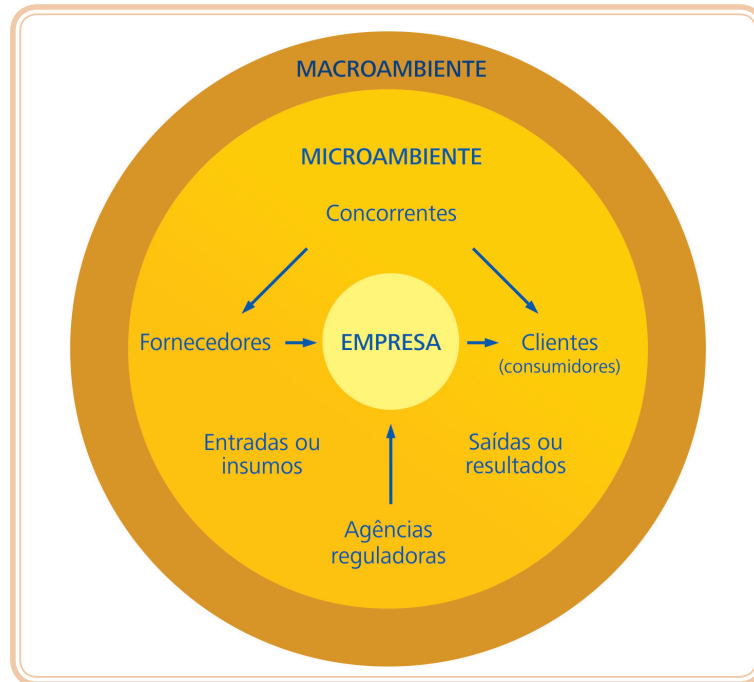 MACROAMBIENTE
MICROAMBIENTE
Concorrentes
Fornecedores
EMPRESA
Clientes
(consumidores)
Entradas ou
insumos
Saídas ou
resultados
Agências
reguladoras